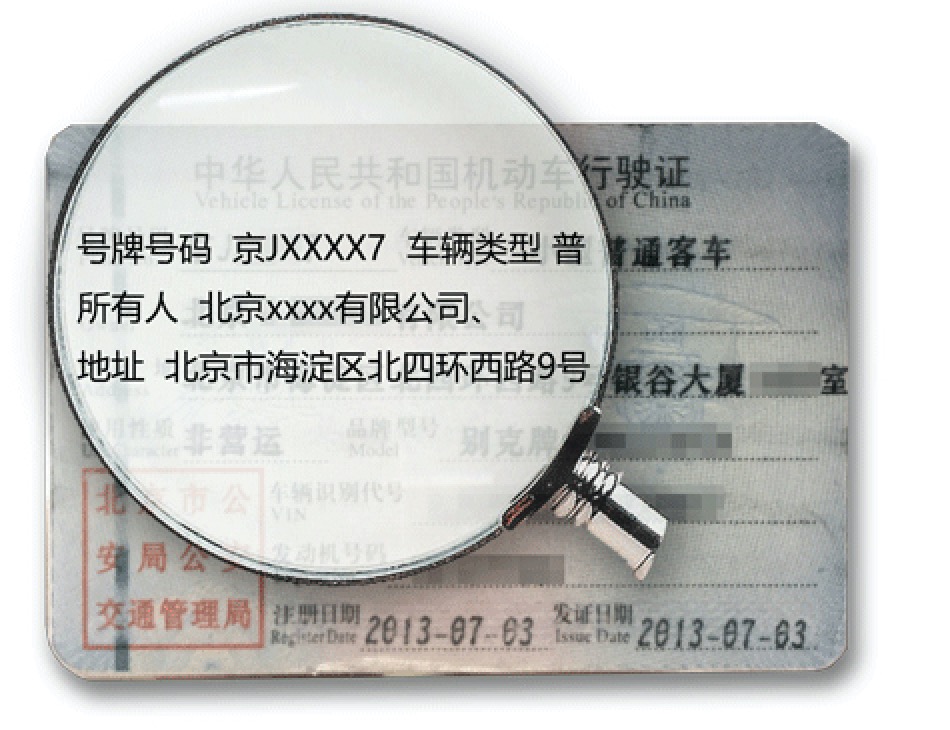 中华人民共和国机动车行驶证
Vehicle License of the People's Republic of China
号牌号码 京JXXXX7 车辆类型 普通客车
所有人 北京xxxx有限公司、
地址 北京市海淀区北四环西路9号银谷大厦 室
使用性质 非营运 品牌型号 别克牌
Character Model
北京市公 车辆识别代号
VIN
安局公安 发动机号码
交通管理局 注册日期 2013-07-03 发证日期 2013-07-03
Register Date Issue Date